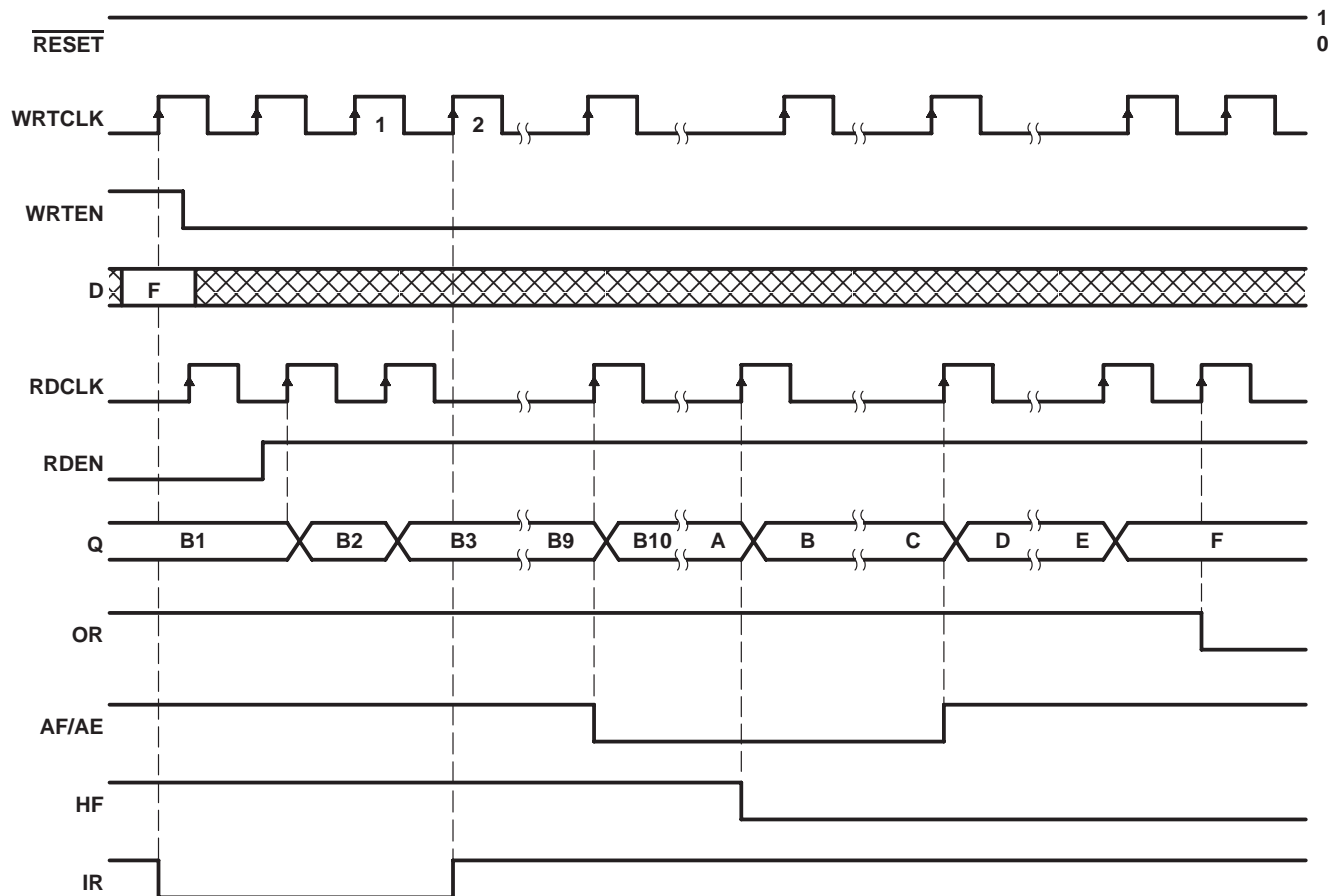 1
RESET
0
WRTCLK
1
2
WRTEN
D
F
RDCLK
RDEN
Q
B1
B2
B3
B9
B10
A
B
C
D
E
F
OR
AF/AE
HF
IR